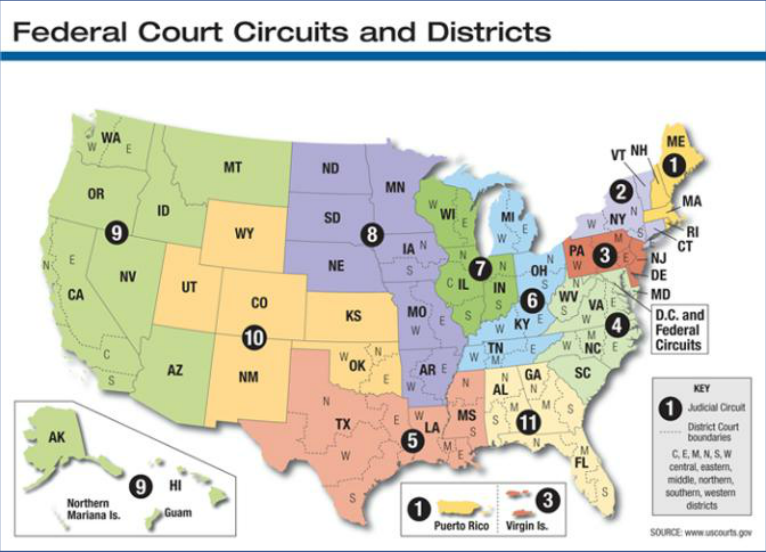 Federal Court Circuits and Districts
WA
W E
MT
ND
MN
OR
ID
SD
WY
9
8
NE
IA N
S
E
N
NV
CA
UT
CO
KS
MO
W E
10
C
S
AZ
NM
OK
W N E
AR
W E
TX
N
E
W
S
5
W
LA
M E
N
MS
S
WI
W E
MI
W E
7
N
C IL
S
N
IN
S
N
OH
S
6
W KY E
TN
W M E
VT NH ME
1
2
W NY N
E
S
MA
RI
CT
PA 3
W M E
NJ
DE
MD
N
WV
S
VA
W E
4
W M E
NC
SC
D.C. and
Federal
Circuits
N
AL
M
S
GA
N
M
S
11
N
M
FL
S
AK
9
HI
Northern
Mariana Is.
Guam
1
Puerto Rico
3
Virgin Is.
KEY
1 Judicial Circuit
District Court
boundaries
C, E, M, N, S, W
central, eastern,
middle, northern,
southern, western
districts
SOURCE: www.uscourts.gov